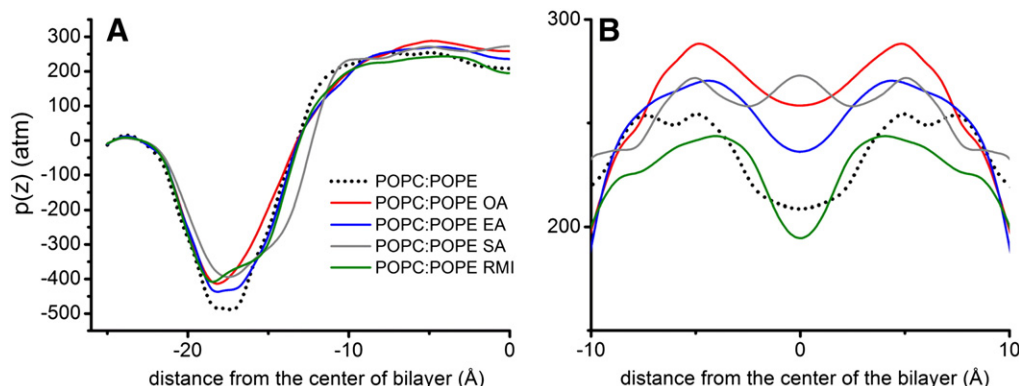 A
p(z) (atm)
300
200
100
0
-100
-200
-300
-400
-500
POPC:POPE
POPC:POPE OA
POPC:POPE EA
POPC:POPE SA
POPC:POPE RMI
-20
-10
0
distance from the center of bilayer (Å)
B
300
200
-10
0
10
distance from the center of the bilayer (Å)